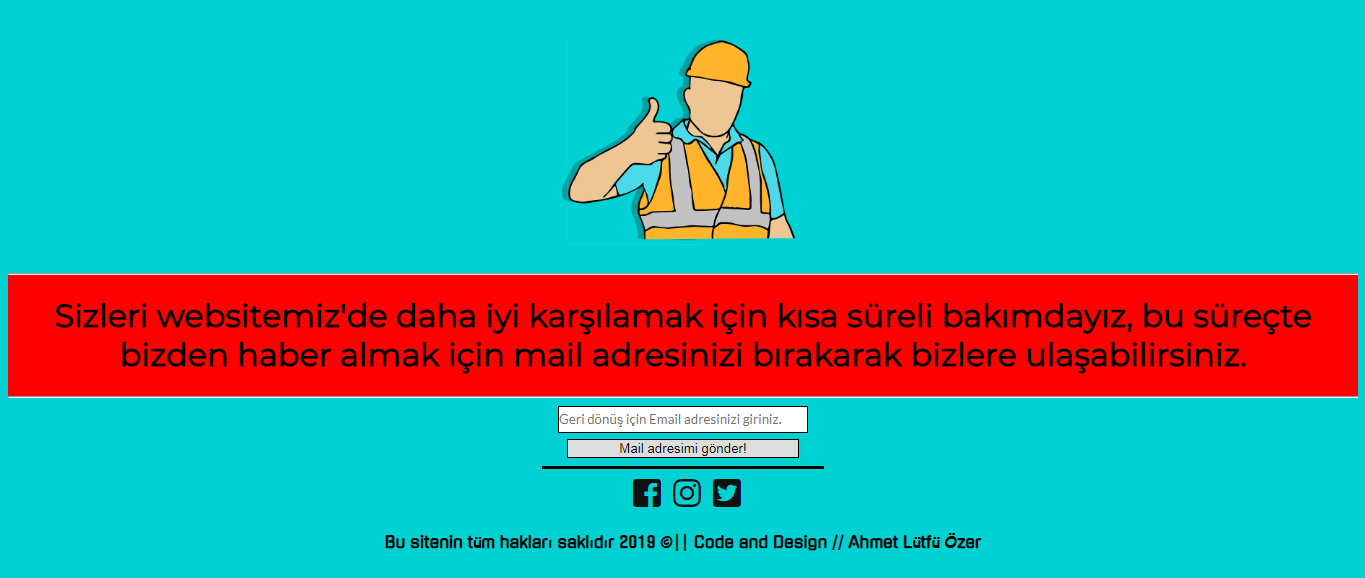 Sizleri websitemiz'de daha iyi karşılamak için kısa süreli bakımdayız, bu süreçte
bizden haber almak için mail adresinizi bırakarak bizlere ulaşabilirsiniz.
Geri dönüş için Email adresinizi giriniz.
Mail adresimi gönder!
Bu sitenin tüm hakları saklıdır 2019 ©|| Code and Design // Ahmet Lütfü Özer